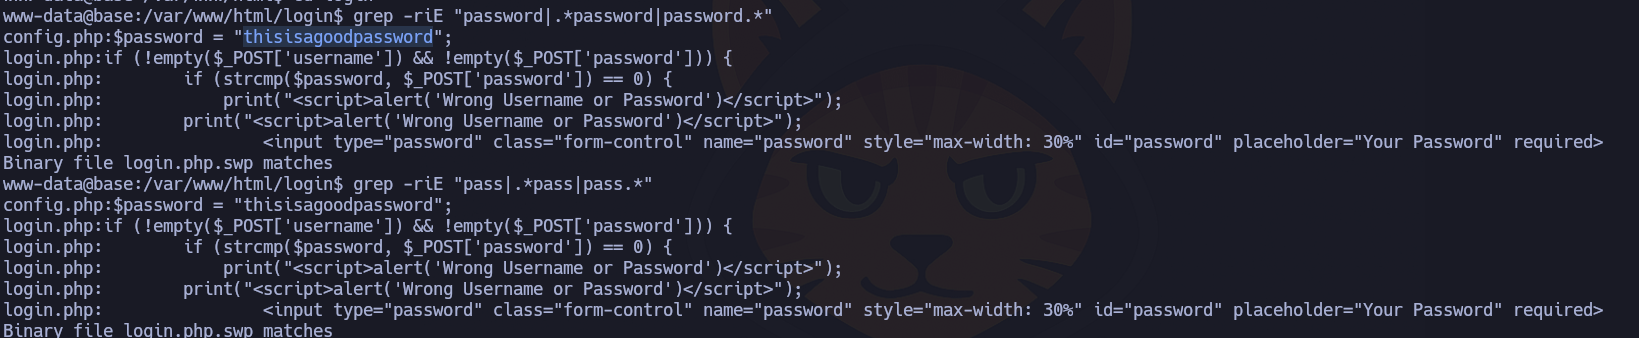 www-data@base:/var/www/html/login$ grep -riE "password|.*password|password.*"
config.php:$password = "thisisagoodpassword";
login.php:if (!empty($_POST['username']) && !empty($_POST['password'])) {
login.php:        if (strcmp($password, $_POST['password']) == 0) {
login.php:            print("<script>alert('Wrong Username or Password')</script>");
login.php:        print("<script>alert('Wrong Username or Password')</script>");
login.php:                <input type="password" class="form-control" name="password" style="max-width: 30%" id="password" placeholder="Your Password" required>
Binary file login.php.swp matches
www-data@base:/var/www/html/login$ grep -riE "pass|.*pass|pass.*"
config.php:$password = "thisisagoodpassword";
login.php:if (!empty($_POST['username']) && !empty($_POST['password'])) {
login.php:        if (strcmp($password, $_POST['password']) == 0) {
login.php:            print("<script>alert('Wrong Username or Password')</script>");
login.php:        print("<script>alert('Wrong Username or Password')</script>");
login.php:                <input type="password" class="form-control" name="password" style="max-width: 30%" id="password" placeholder="Your Password" required>
Binary file login.php.swp matches